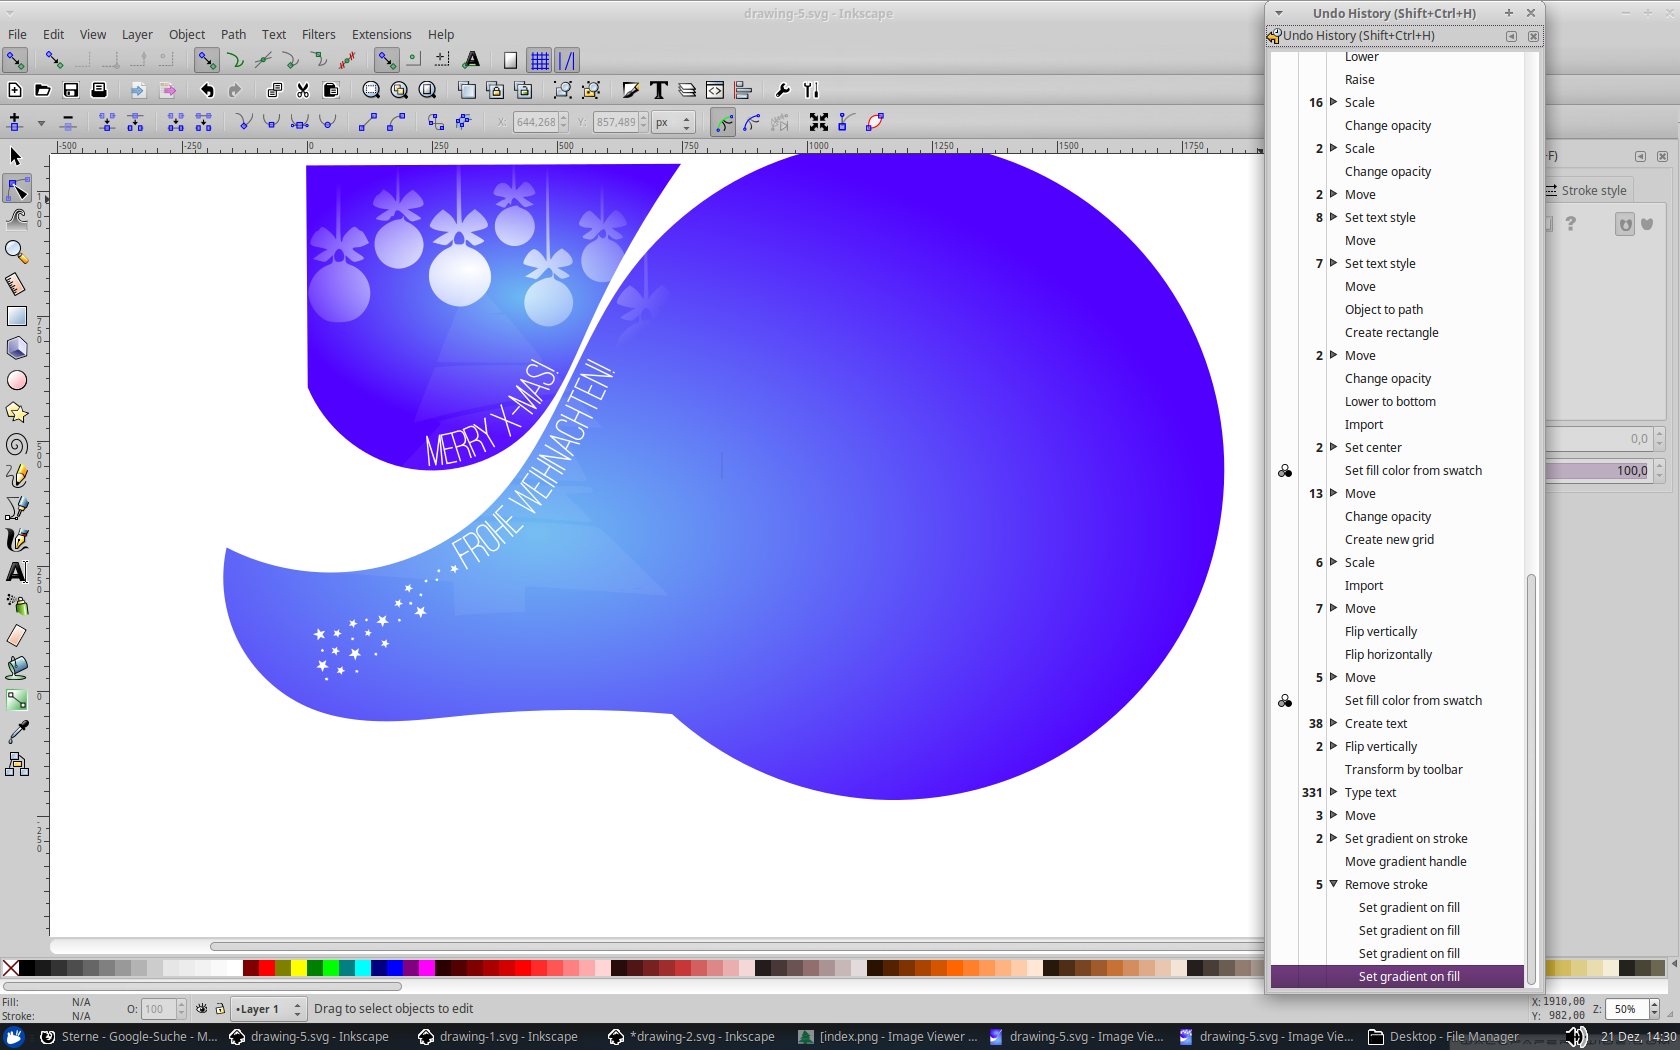 drawing-5.svg - Inkscape
File Edit View Layer Object Path Text Filters Extensions Help
X: 644,268 Y: 857,489 px
-500 -250 0 250 500 750 1000 1250 1500 1750
1000
750
500
250
0
-250
MERRY X-MAS!
FROHE WEIHNACHTEN!
Undo History (Shift+Ctrl+H)
Undo History (Shift+Ctrl+H)
Lower
Raise
16 Scale
Change opacity
2 Scale
Change opacity
2 Move
8 Set text style
Move
7 Set text style
Move
Object to path
Create rectangle
2 Move
Change opacity
Lower to bottom
Import
2 Set center
Set fill color from swatch
13 Move
Change opacity
Create new grid
6 Scale
Import
7 Move
Flip vertically
Flip horizontally
5 Move
Set fill color from swatch
38 Create text
2 Flip vertically
Transform by toolbar
331 Type text
3 Move
2 Set gradient on stroke
Move gradient handle
5 Remove stroke
Set gradient on fill
Set gradient on fill
Set gradient on fill
Set gradient on fill
-F)
Stroke style
?
0,0
100,0
Fill: N/A
Stroke: N/A
O: 100
•Layer 1
Drag to select objects to edit
X: 1910,00
Y: 982,00
Z: 50%
Sterne - Google-Suche - M...
drawing-5.svg - Inkscape
drawing-1.svg - Inkscape
*drawing-2.svg - Inkscape
[index.png - Image Viewer ...
drawing-5.svg - Image Vie...
drawing-5.svg - Image Vie...
Desktop - File Manager
21 Dez, 14:30